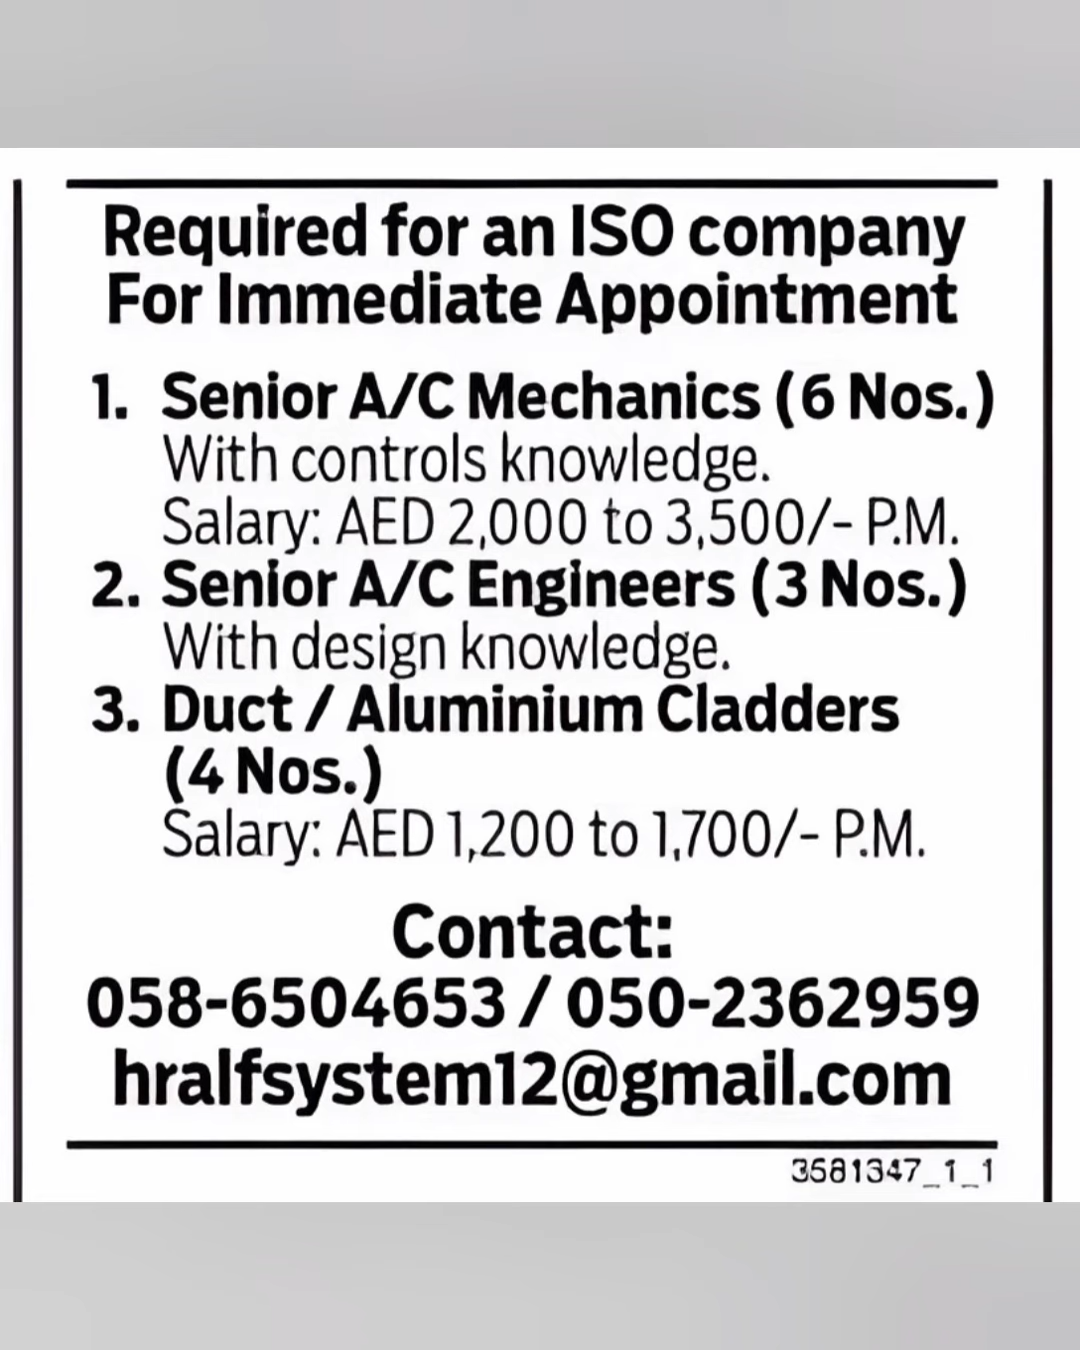 Required for an ISO company
For Immediate Appointment
1. Senior A/C Mechanics (6 Nos.)
With controls knowledge.
Salary: AED 2,000 to 3,500/- P.M.
2. Senior A/C Engineers (3 Nos.)
With design knowledge.
3. Duct / Aluminium Cladders
(4 Nos.)
Salary: AED 1,200 to 1,700/- P.M.
Contact:
058-6504653 / 050-2362959
hralfsystem12@gmail.com
3581347_1_1